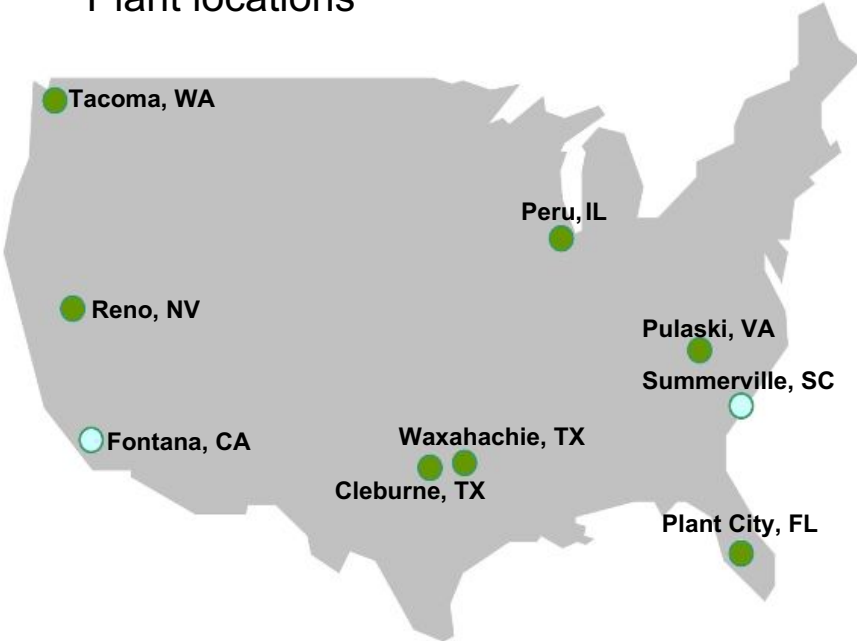 Plant locations
Tacoma, WA
Peru, IL
Reno, NV
Pulaski, VA
Summerville, SC
Fontana, CA
Waxahachie, TX
Cleburne, TX
Plant City, FL